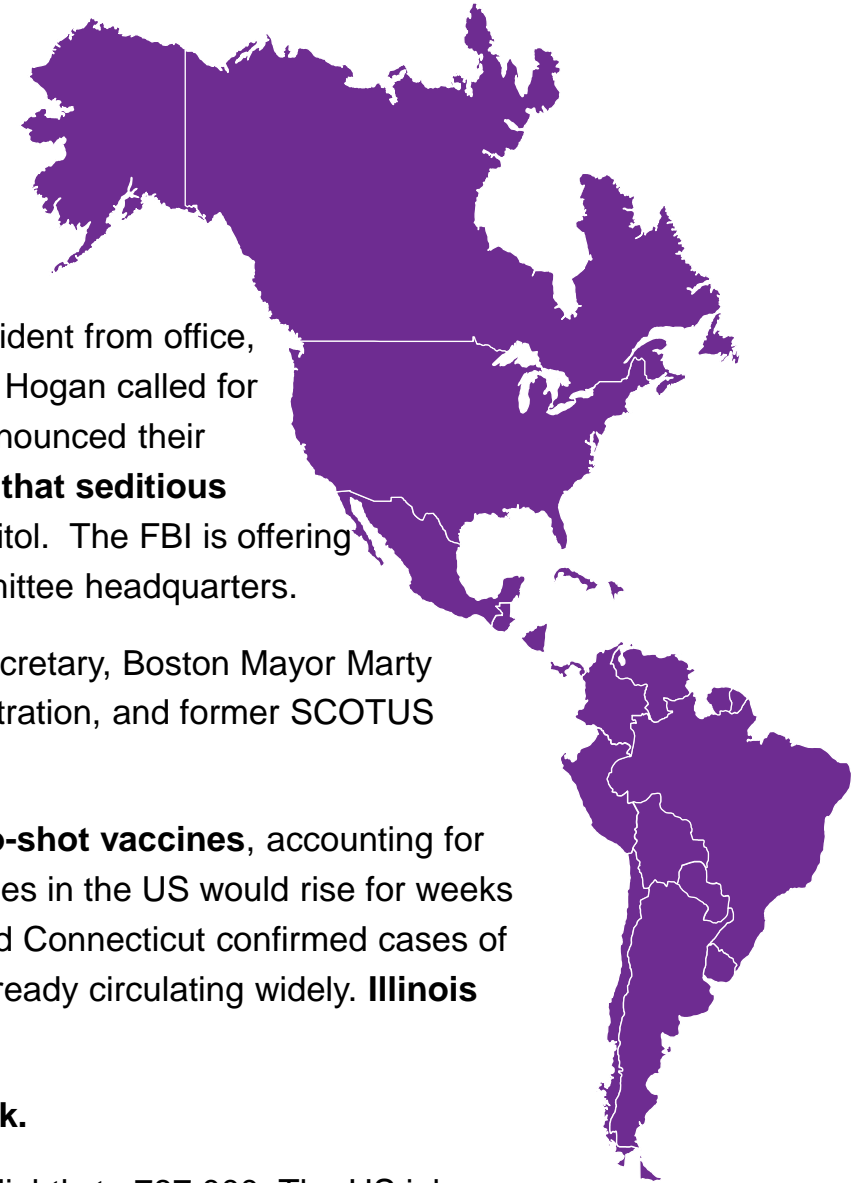 ident from office,
Hogan called for
nounced their
that seditious
itol. The FBI is offering
mittee headquarters.
ecretary, Boston Mayor Marty
tration, and former SCOTUS
o-shot vaccines, accounting for
es in the US would rise for weeks
d Connecticut confirmed cases of
ready circulating widely. Illinois
k.